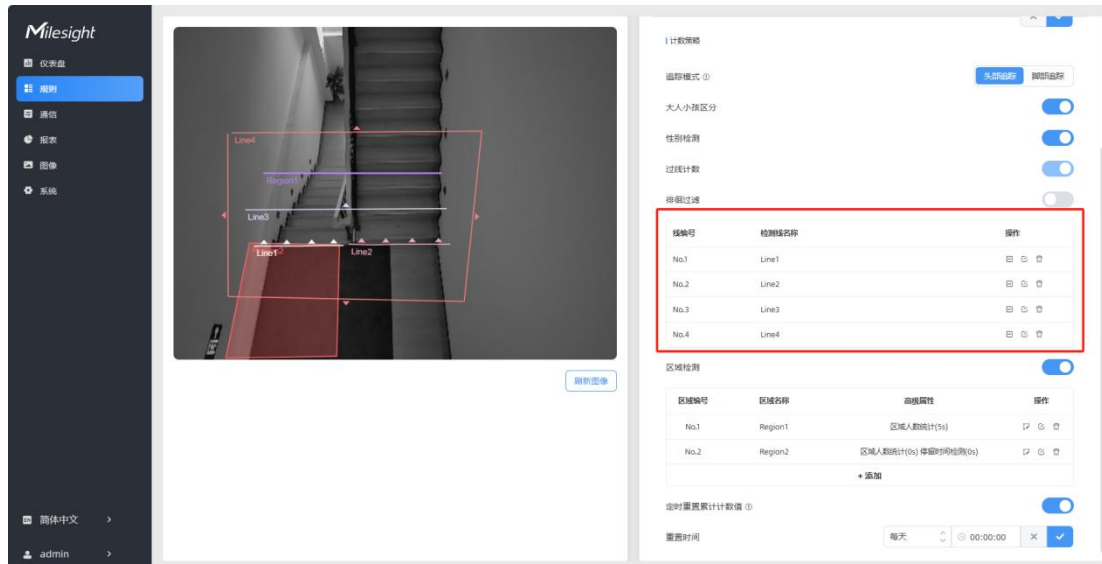 Milesight
仪表盘
规则
通信
报表
图像
系统
简体中文
admin
Line4
Region1
Line3
Line1
Line2
刷新图像
计数策略
追踪模式
头部追踪 脚部追踪
大人小孩区分
性别检测
过线计数
徘徊过滤
线编号 检测线名称 操作
No.1 Line1
No.2 Line2
No.3 Line3
No.4 Line4
区域检测
区域编号 区域名称 高级属性 操作
No.1 Region1 区域人数统计(5s)
No.2 Region2 区域人数统计(0s) 停留时间检测(0s)
+ 添加
定时重置累计计数值
重置时间 每天 00:00:00